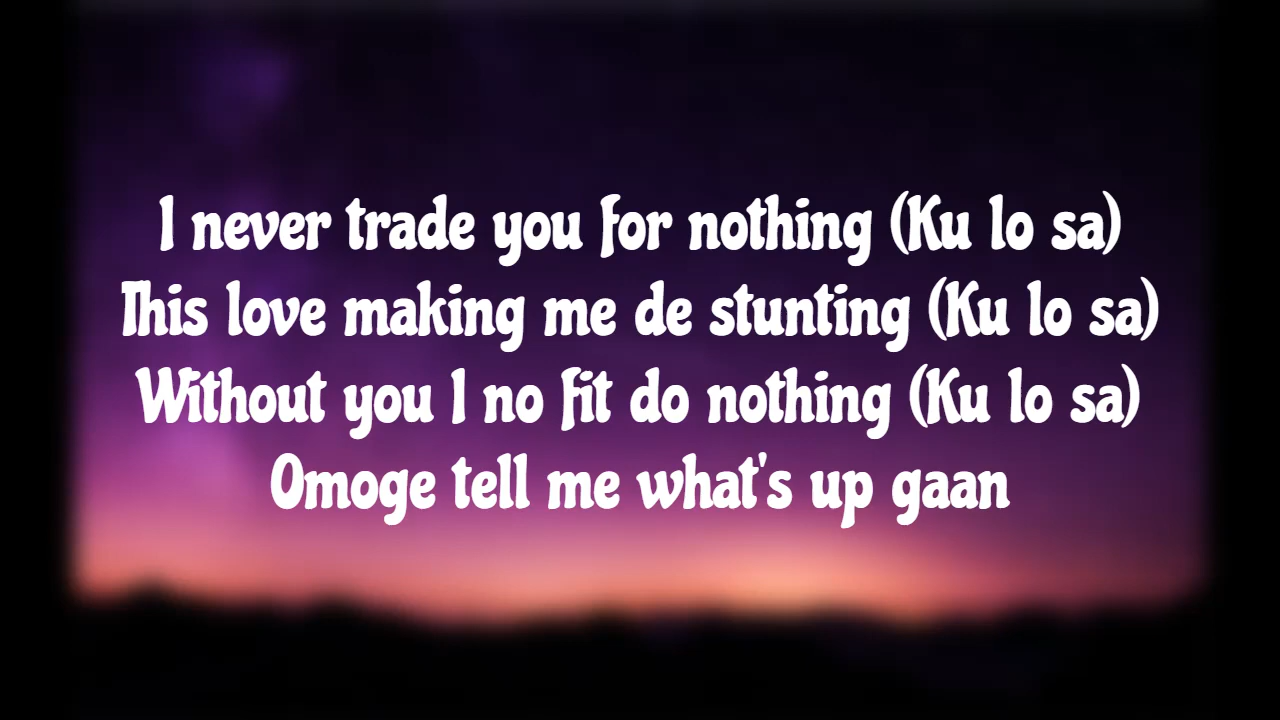 I never trade you for nothing (Ku lo sa)
This love making me de stunting (Ku lo sa)
Without you I no fit do nothing (Ku lo sa)
Omoge tell me what's up gaan